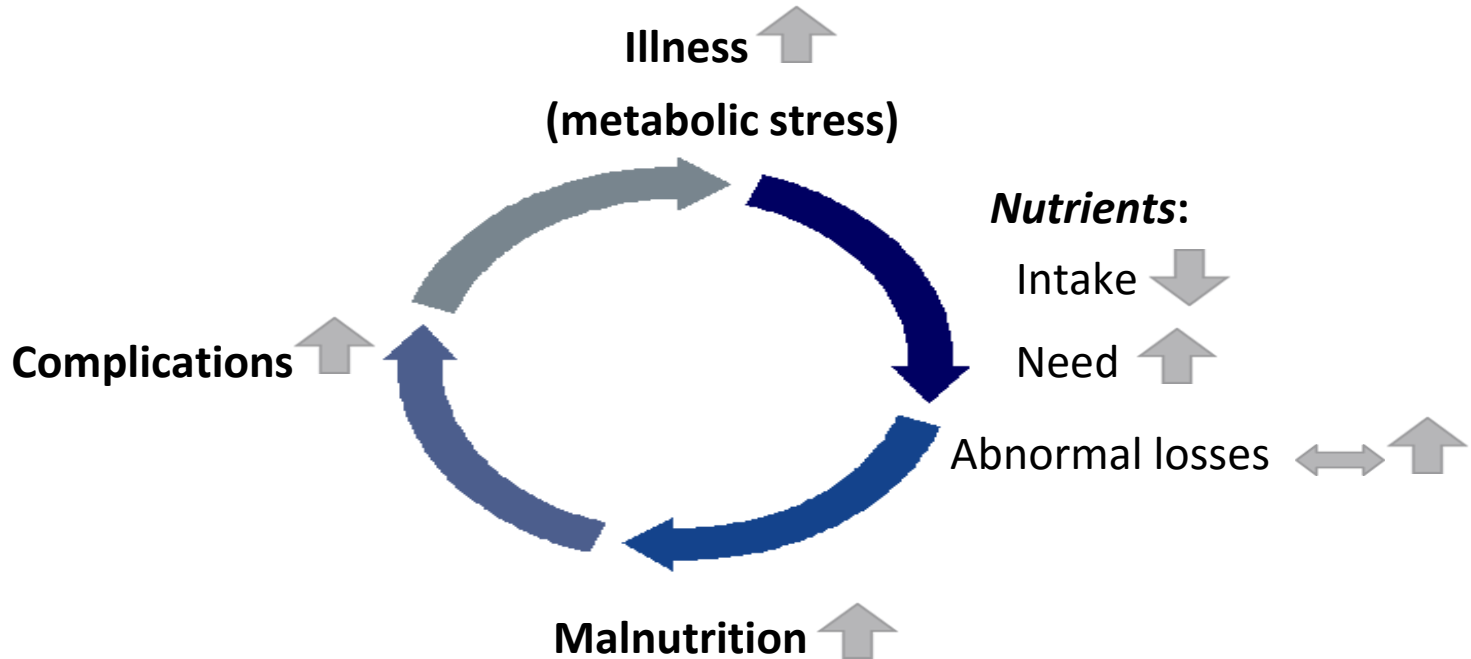 Illness
(metabolic stress)
Nutrients:
Intake
Need
Complications
Abnormal losses
Malnutrition